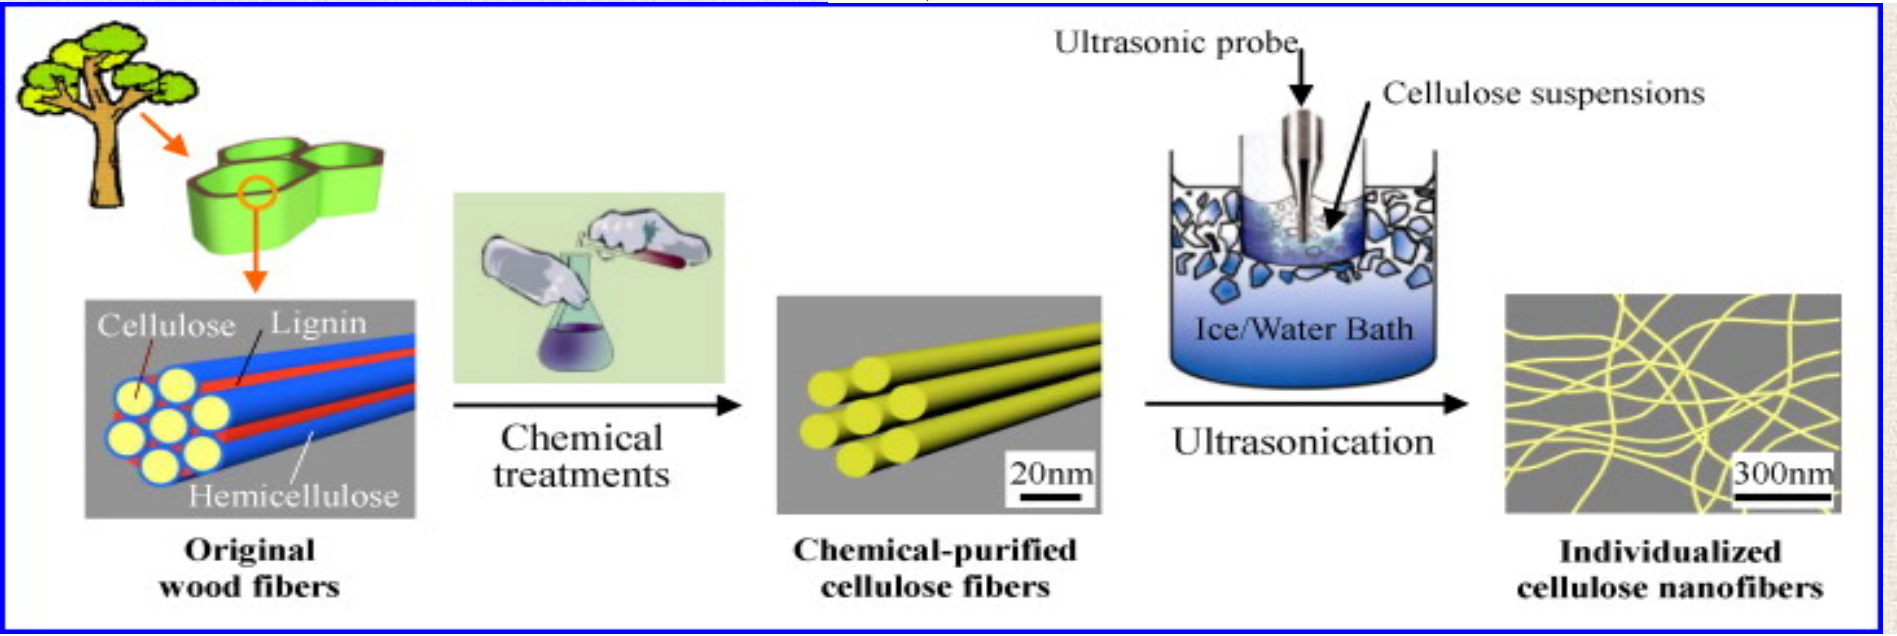 Ultrasonic probe
Cellulose suspensions
Cellulose
Lignin
Hemicellulose
Original
wood fibers
Chemical
treatments
20nm
Chemical-purified
cellulose fibers
Ice/Water Bath
Ultrasonication
300nm
Individualized
cellulose nanofibers